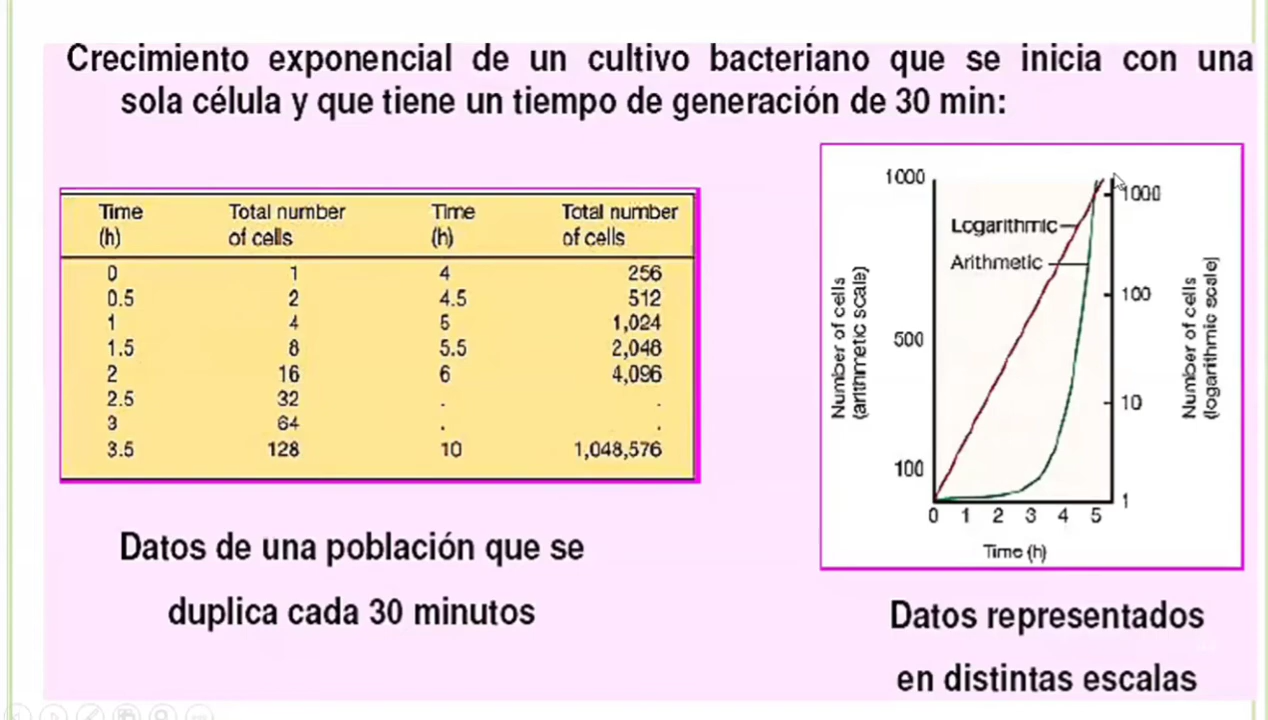 Crecimiento exponencial de un cultivo bacteriano que se inicia con una
sola célula y que tiene un tiempo de generación de 30 min:
Time (h) Total number of cells Time (h) Total number of cells
0 1 4 256
0.5 2 4.5 512
1 4 5 1,024
1.5 8 5.5 2,048
2 16 6 4,096
2.5 32 . .
3 64 . .
3.5 128 10 1,048,576
Datos de una población que se
duplica cada 30 minutos
Number of cells
(arithmetic scale)
1000
500
100
Logarithmic
Arithmetic
1000
100
10
1
Number of cells
(logarithmic scale)
0 1 2 3 4 5
Time (h)
Datos representados
en distintas escalas